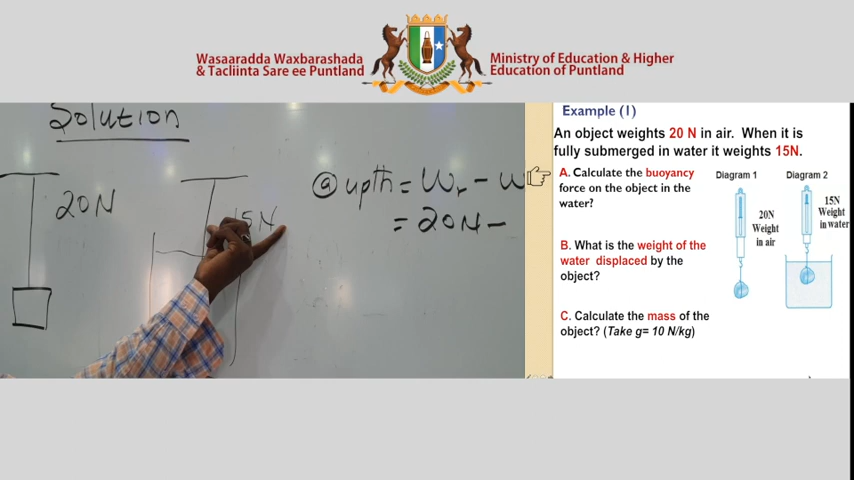 Wasaaradda Waxbarashada
& Tacliinta Sare ee Puntland
Ministry of Education & Higher
Education of Puntland
Solution
20N
15N
ⓐ upth = Wr - W
= 20N -
Example (1)
An object weights 20 N in air. When it is
fully submerged in water it weights 15N.
A. Calculate the buoyancy
force on the object in the
water?
B. What is the weight of the
water displaced by the
object?
C. Calculate the mass of the
object? (Take g= 10 N/kg)
Diagram 1
20N
Weight
in air
Diagram 2
15N
Weight
in water